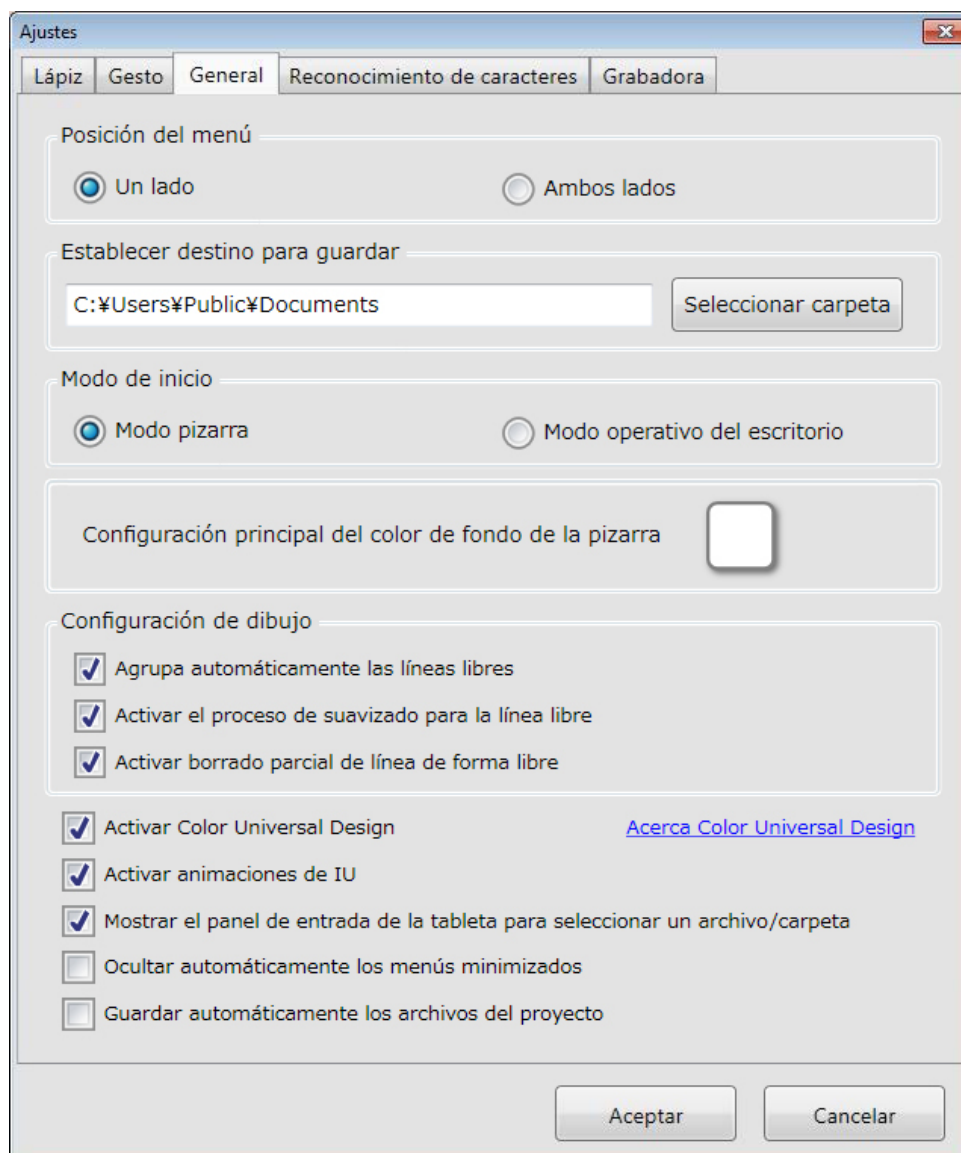 Ajustes
Lápiz Gesto General Reconocimiento de caracteres Grabadora
Posición del menú
Un lado Ambos lados
Establecer destino para guardar
C:¥Users¥Public¥Documents Seleccionar carpeta
Modo de inicio
Modo pizarra Modo operativo del escritorio
Configuración principal del color de fondo de la pizarra
Configuración de dibujo
Agrupa automáticamente las líneas libres
Activar el proceso de suavizado para la línea libre
Activar borrado parcial de línea de forma libre
Activar Color Universal Design Acerca Color Universal Design
Activar animaciones de IU
Mostrar el panel de entrada de la tableta para seleccionar un archivo/carpeta
Ocultar automáticamente los menús minimizados
Guardar automáticamente los archivos del proyecto
Aceptar Cancelar